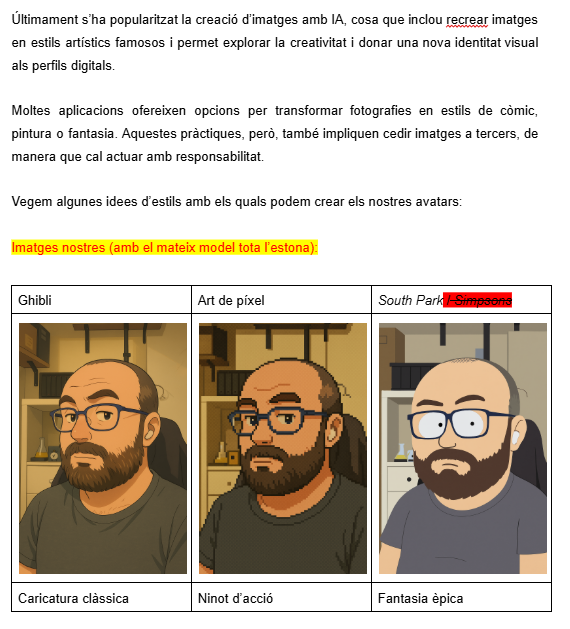 Últimament s’ha popularitzat la creació d’imatges amb IA, cosa que inclou recrear imatges
en estils artístics famosos i permet explorar la creativitat i donar una nova identitat visual
als perfils digitals.
Moltes aplicacions ofereixen opcions per transformar fotografies en estils de còmic,
pintura o fantasia. Aquestes pràctiques, però, també impliquen cedir imatges a tercers, de
manera que cal actuar amb responsabilitat.
Vegem algunes idees d’estils amb els quals podem crear els nostres avatars:
Imatges nostres (amb el mateix model tota l’estona):
Ghibli
Art de píxel
South Park i Simpsons
Caricatura clàssica
Ninot d’acció
Fantasia èpica